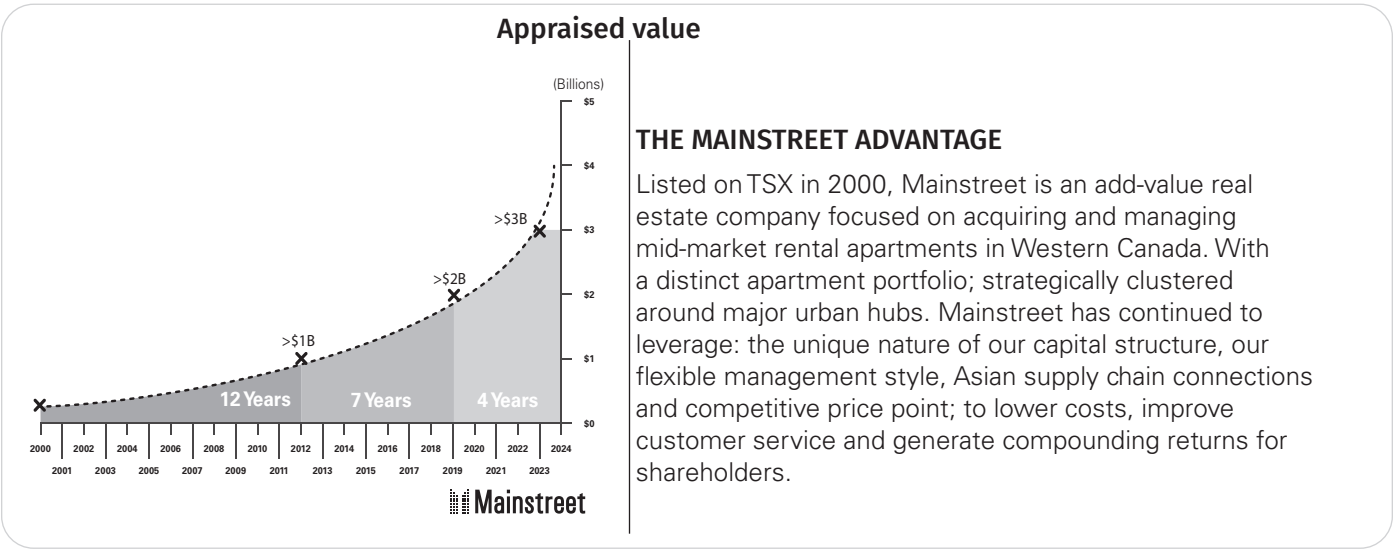 Appraised value
(Billions)
$5
$4
>$3B
$3
>$2B
$2
>$1B
$1
12 Years 7 Years 4 Years
$0
2000 2002 2004 2006 2008 2010 2012 2014 2016 2018 2020 2022 2024
2001 2003 2005 2007 2009 2011 2013 2015 2017 2019 2023
Mainstreet
THE MAINSTREET ADVANTAGE
Listed on TSX in 2000, Mainstreet is an add-value real
estate company focused on acquiring and managing
mid-market rental apartments in Western Canada. With
a distinct apartment portfolio; strategically clustered
around major urban hubs. Mainstreet has continued to
leverage: the unique nature of our capital structure, our
flexible management style, Asian supply chain connections
and competitive price point; to lower costs, improve
customer service and generate compounding returns for
shareholders.